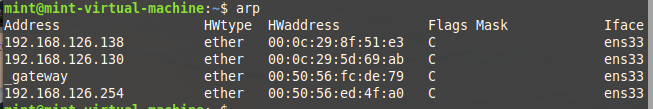 mint@mint-virtual-machine:~$ arp
Address HWtype HWaddress Flags Mask Iface
192.168.126.138 ether 00:0c:29:8f:51:e3 C ens33
192.168.126.130 ether 00:0c:29:5d:69:ab C ens33
_gateway ether 00:50:56:fc:de:79 C ens33
192.168.126.254 ether 00:50:56:ed:4f:a0 C ens33
mint@mint-virtual-machine:~$